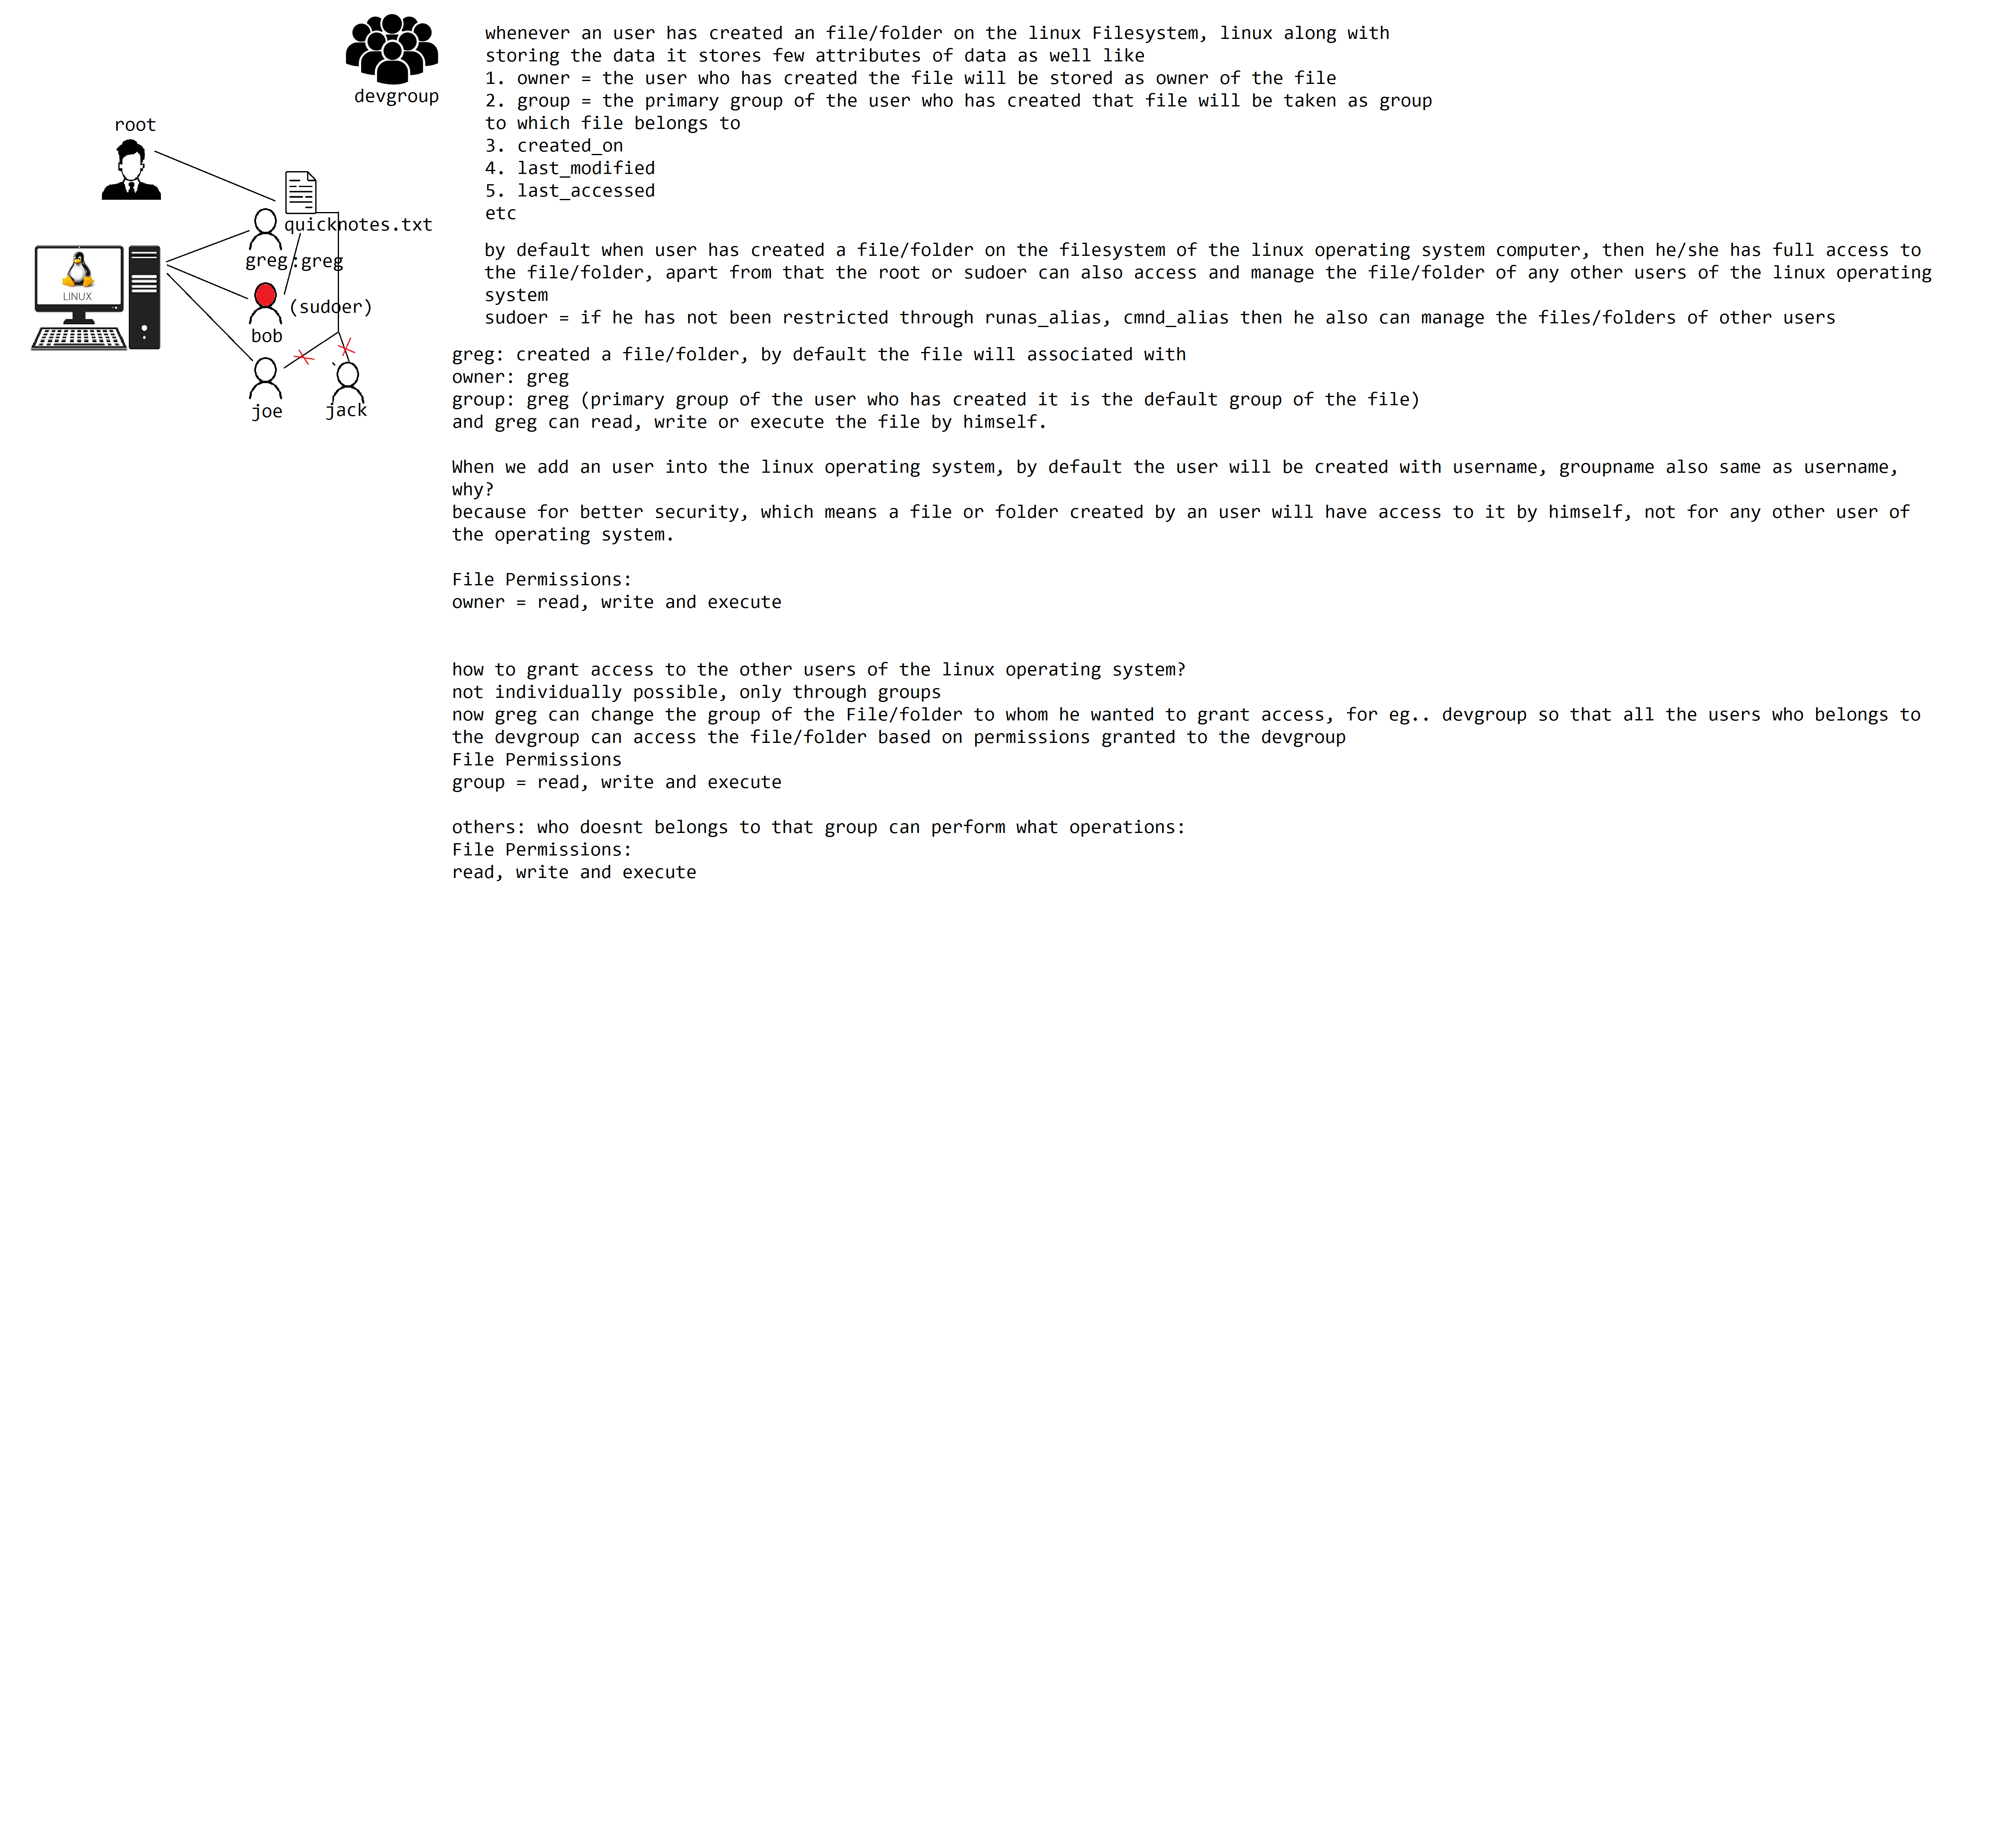 devgroup
root
quicknotes.txt
greg:greg
LINUX
(sudoer)
bob
joe
jack
whenever an user has created an file/folder on the linux Filesystem, linux along with
storing the data it stores few attributes of data as well like
1. owner = the user who has created the file will be stored as owner of the file
2. group = the primary group of the user who has created that file will be taken as group
to which file belongs to
3. created_on
4. last_modified
5. last_accessed
etc
by default when user has created a file/folder on the filesystem of the linux operating system computer, then he/she has full access to
the file/folder, apart from that the root or sudoer can also access and manage the file/folder of any other users of the linux operating
system
sudoer = if he has not been restricted through runas_alias, cmnd_alias then he also can manage the files/folders of other users
greg: created a file/folder, by default the file will associated with
owner: greg
group: greg (primary group of the user who has created it is the default group of the file)
and greg can read, write or execute the file by himself.
When we add an user into the linux operating system, by default the user will be created with username, groupname also same as username,
why?
because for better security, which means a file or folder created by an user will have access to it by himself, not for any other user of
the operating system.
File Permissions:
owner = read, write and execute
how to grant access to the other users of the linux operating system?
not individually possible, only through groups
now greg can change the group of the File/folder to whom he wanted to grant access, for eg.. devgroup so that all the users who belongs to
the devgroup can access the file/folder based on permissions granted to the devgroup
File Permissions
group = read, write and execute
others: who doesnt belongs to that group can perform what operations:
File Permissions:
read, write and execute